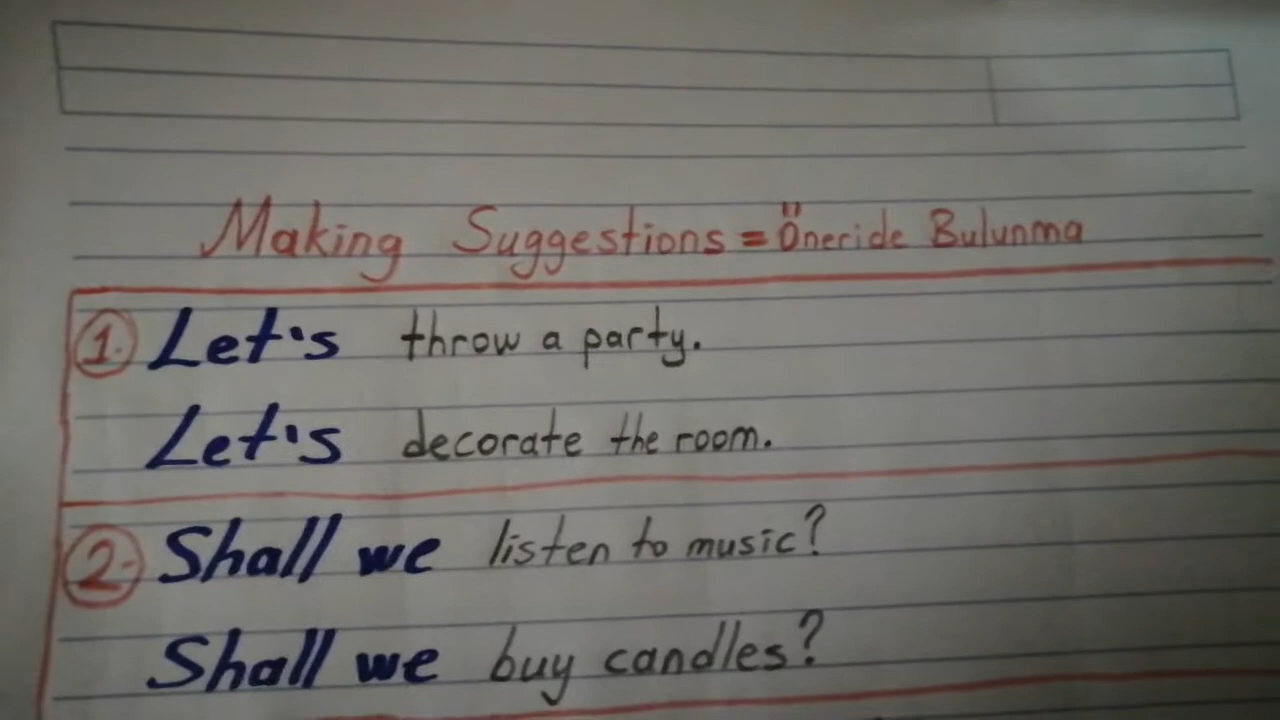 Making Suggestions = Öneride Bulunma
1. Let's throw a party.
Let's decorate the room.
2- Shall we listen to music?
Shall we buy candles?